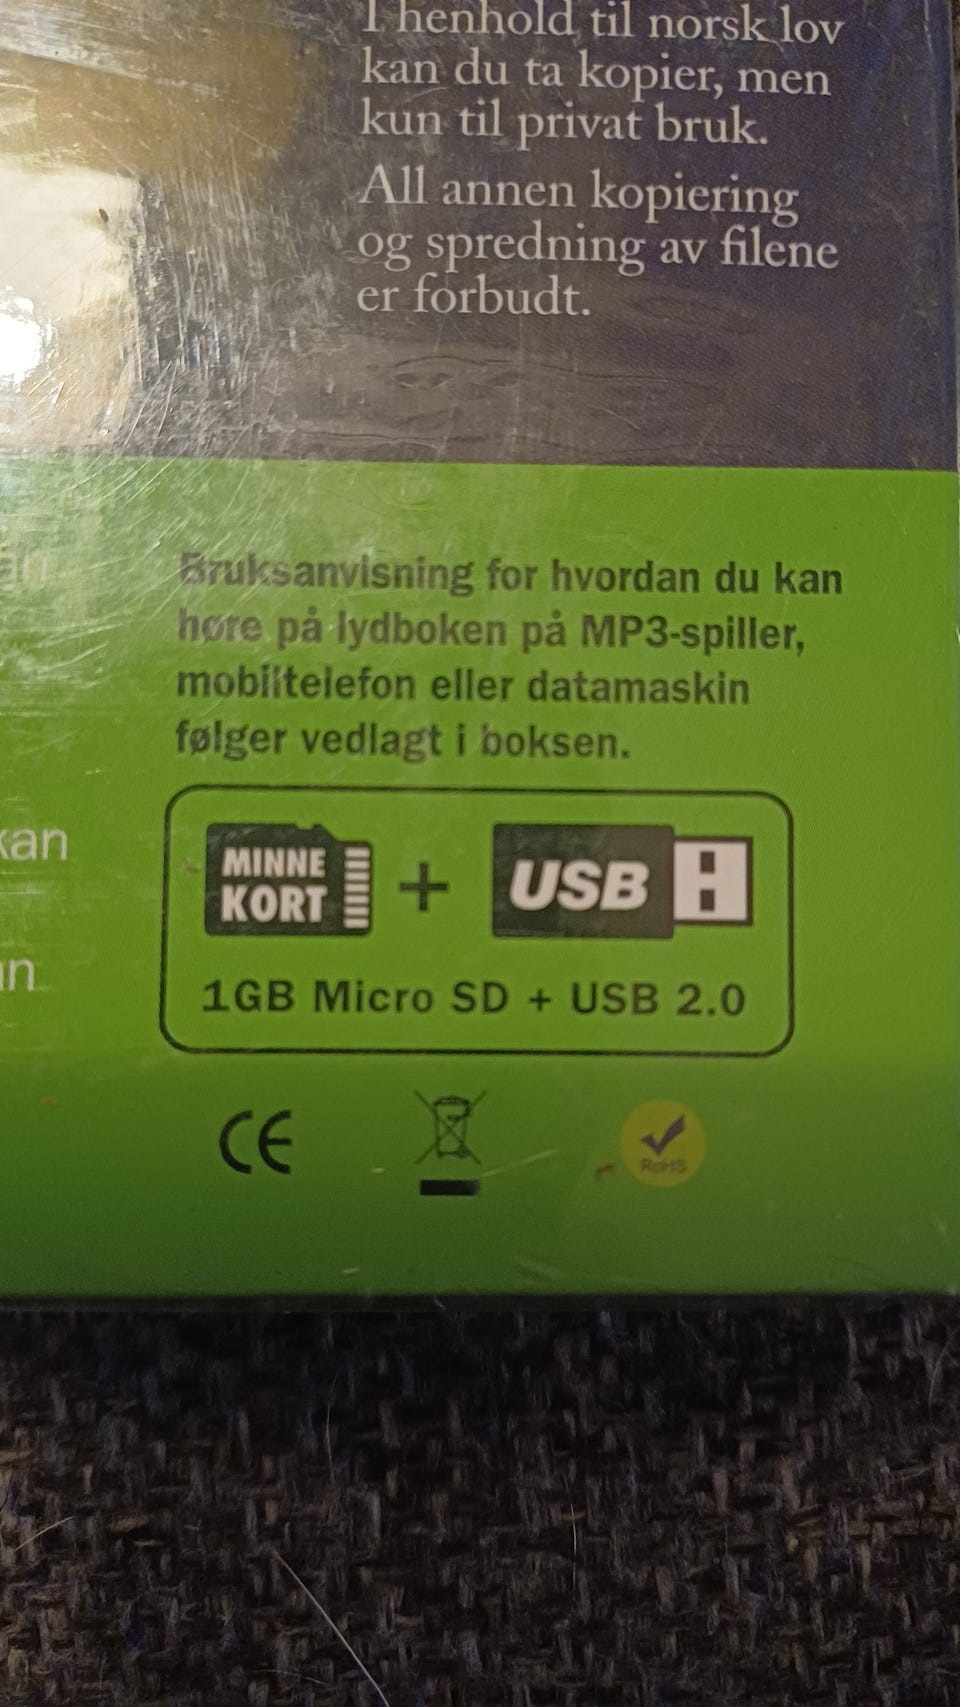 I henhold til norsk lov
kan du ta kopier, men
kun til privat bruk.
All annen kopiering
og spredning av filene
er forbudt.
an
Bruksanvisning for hvordan du kan
høre på lydboken på MP3-spiller,
mobiltelefon eller datamaskin
følger vedlagt i boksen.
kan
n
MINNE
KORT
+
USB
1GB Micro SD + USB 2.0
CE
RoHS